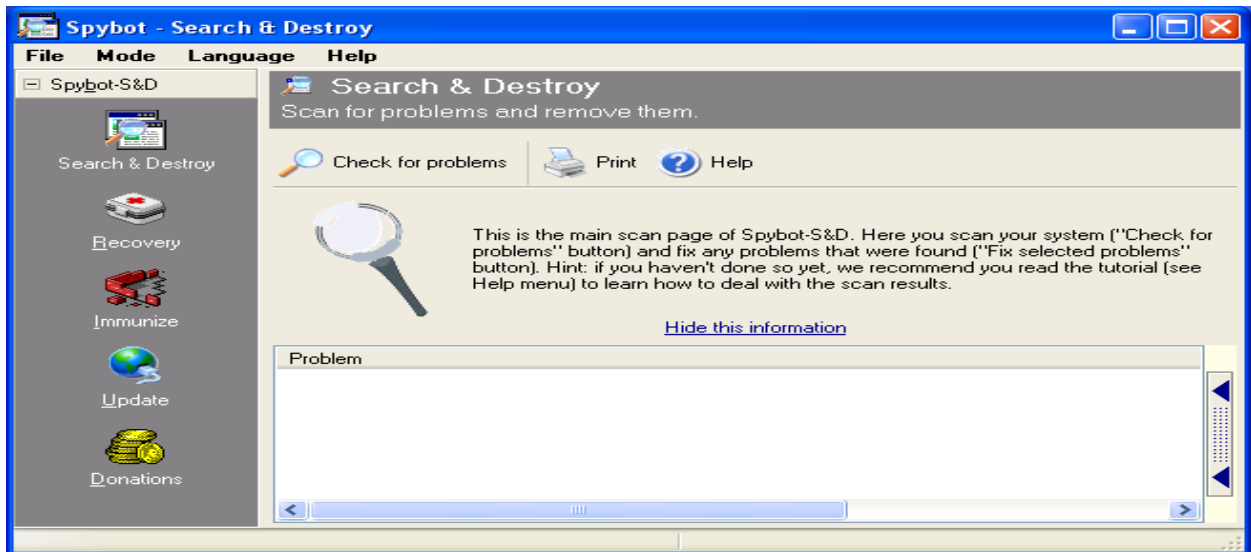 Spybot - Search & Destroy
File Mode Language Help
Spybot-S&D
Search & Destroy
Recovery
Immunize
Update
Donations
Search & Destroy
Scan for problems and remove them.
Check for problems Print Help
This is the main scan page of Spybot-S&D. Here you scan your system ("Check for
problems" button) and fix any problems that were found ("Fix selected problems"
button). Hint: if you haven't done so yet, we recommend you read the tutorial (see
Help menu) to learn how to deal with the scan results.
Hide this information
Problem